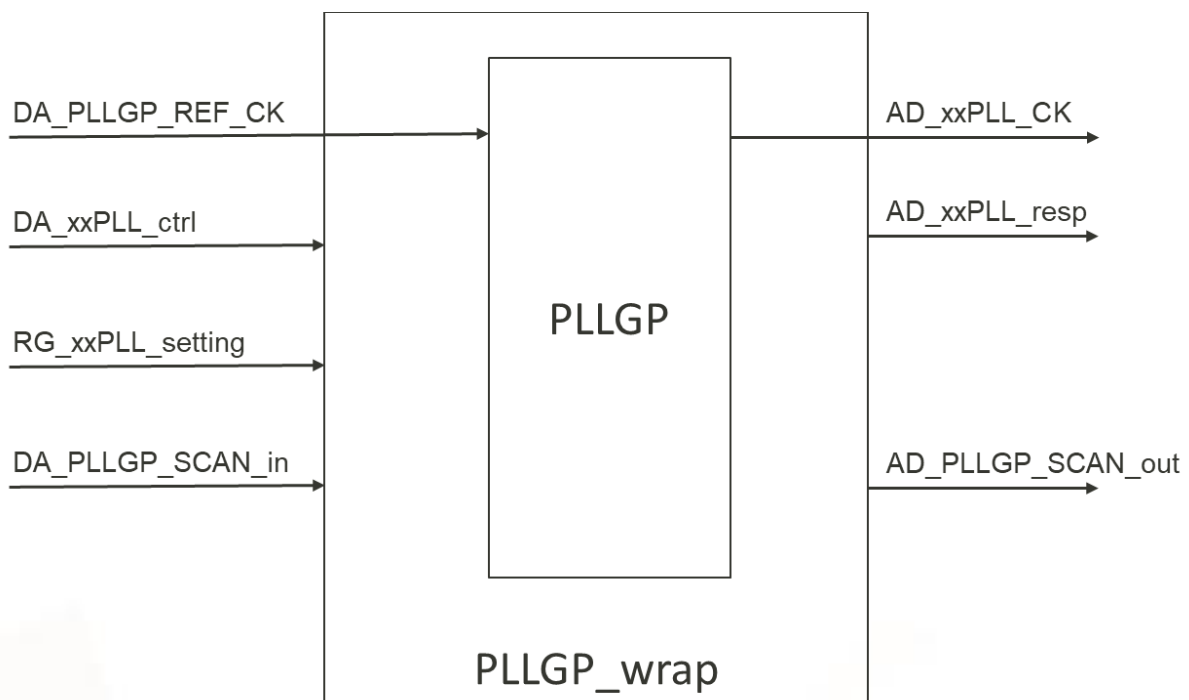 DA_PLLGP_REF_CK
AD_xxPLL_CK
DA_xxPLL_ctrl
AD_xxPLL_resp
PLLGP
RG_xxPLL_setting
DA_PLLGP_SCAN_in
AD_PLLGP_SCAN_out
PLLGP_wrap